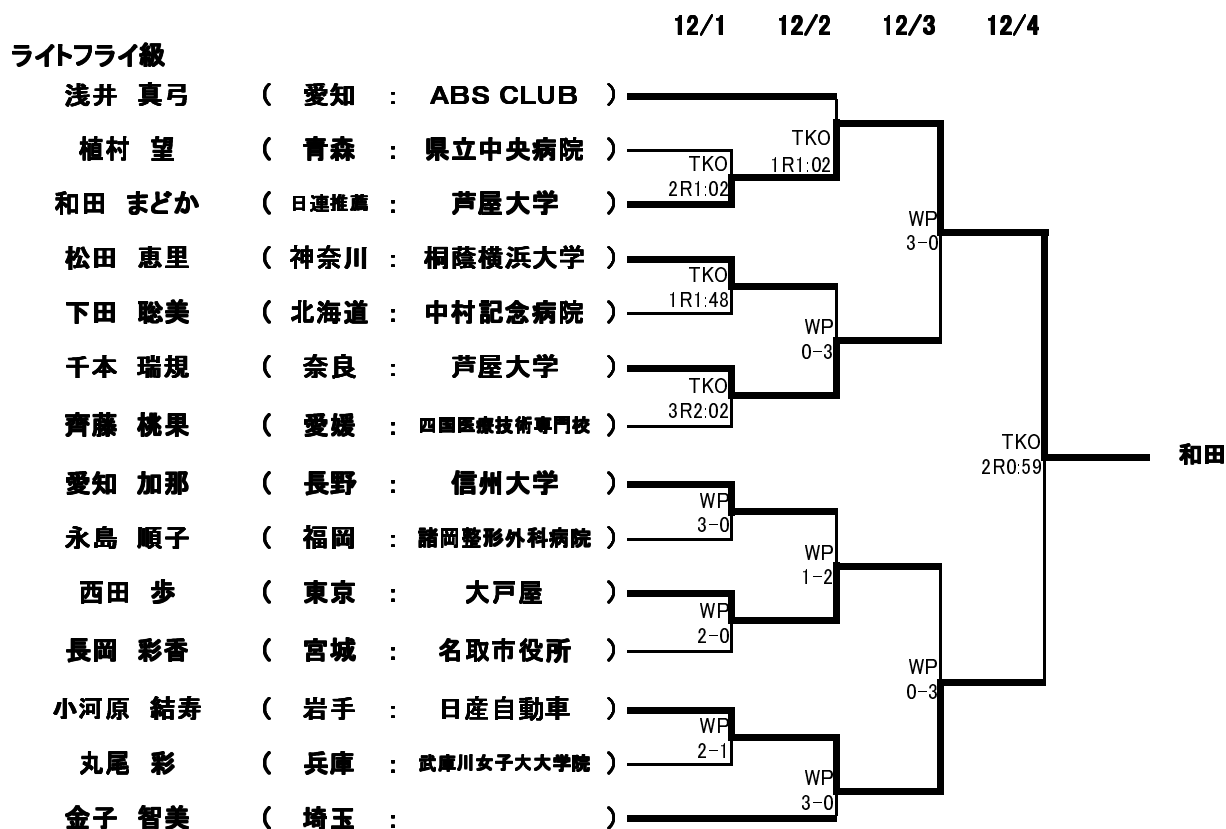 12/1 12/2 12/3 12/4
ライトフライ級
浅井 真弓 ( 愛知 : ABS CLUB )
植村 望 ( 青森 : 県立中央病院 )
TKO
1R1:02
TKO
2R1:02
和田 まどか ( 日連推薦 : 芦屋大学 )
WP
3-0
松田 恵里 ( 神奈川 : 桐蔭横浜大学 )
TKO
1R1:48
下田 聡美 ( 北海道 : 中村記念病院 )
WP
0-3
千本 瑞規 ( 奈良 : 芦屋大学 )
TKO
3R2:02
齊藤 桃果 ( 愛媛 : 四国医療技術専門校 )
TKO
2R0:59
和田
愛知 加那 ( 長野 : 信州大学 )
WP
3-0
永島 順子 ( 福岡 : 諸岡整形外科病院 )
WP
1-2
西田 歩 ( 東京 : 大戸屋 )
WP
2-0
長岡 彩香 ( 宮城 : 名取市役所 )
WP
0-3
小河原 結寿 ( 岩手 : 日産自動車 )
WP
2-1
丸尾 彩 ( 兵庫 : 武庫川女子大大学院 )
WP
3-0
金子 智美 ( 埼玉 : )